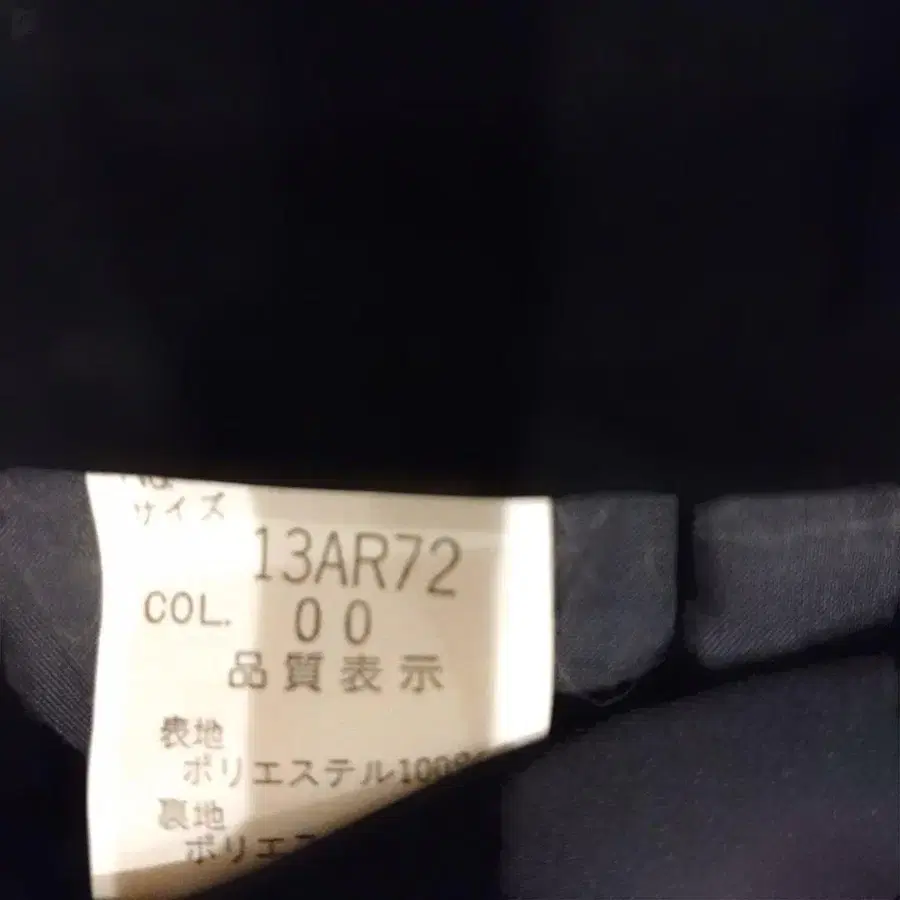 サイズ
13AR72
COL. 00
品質表示
表地
ポリエステル100%
裏地